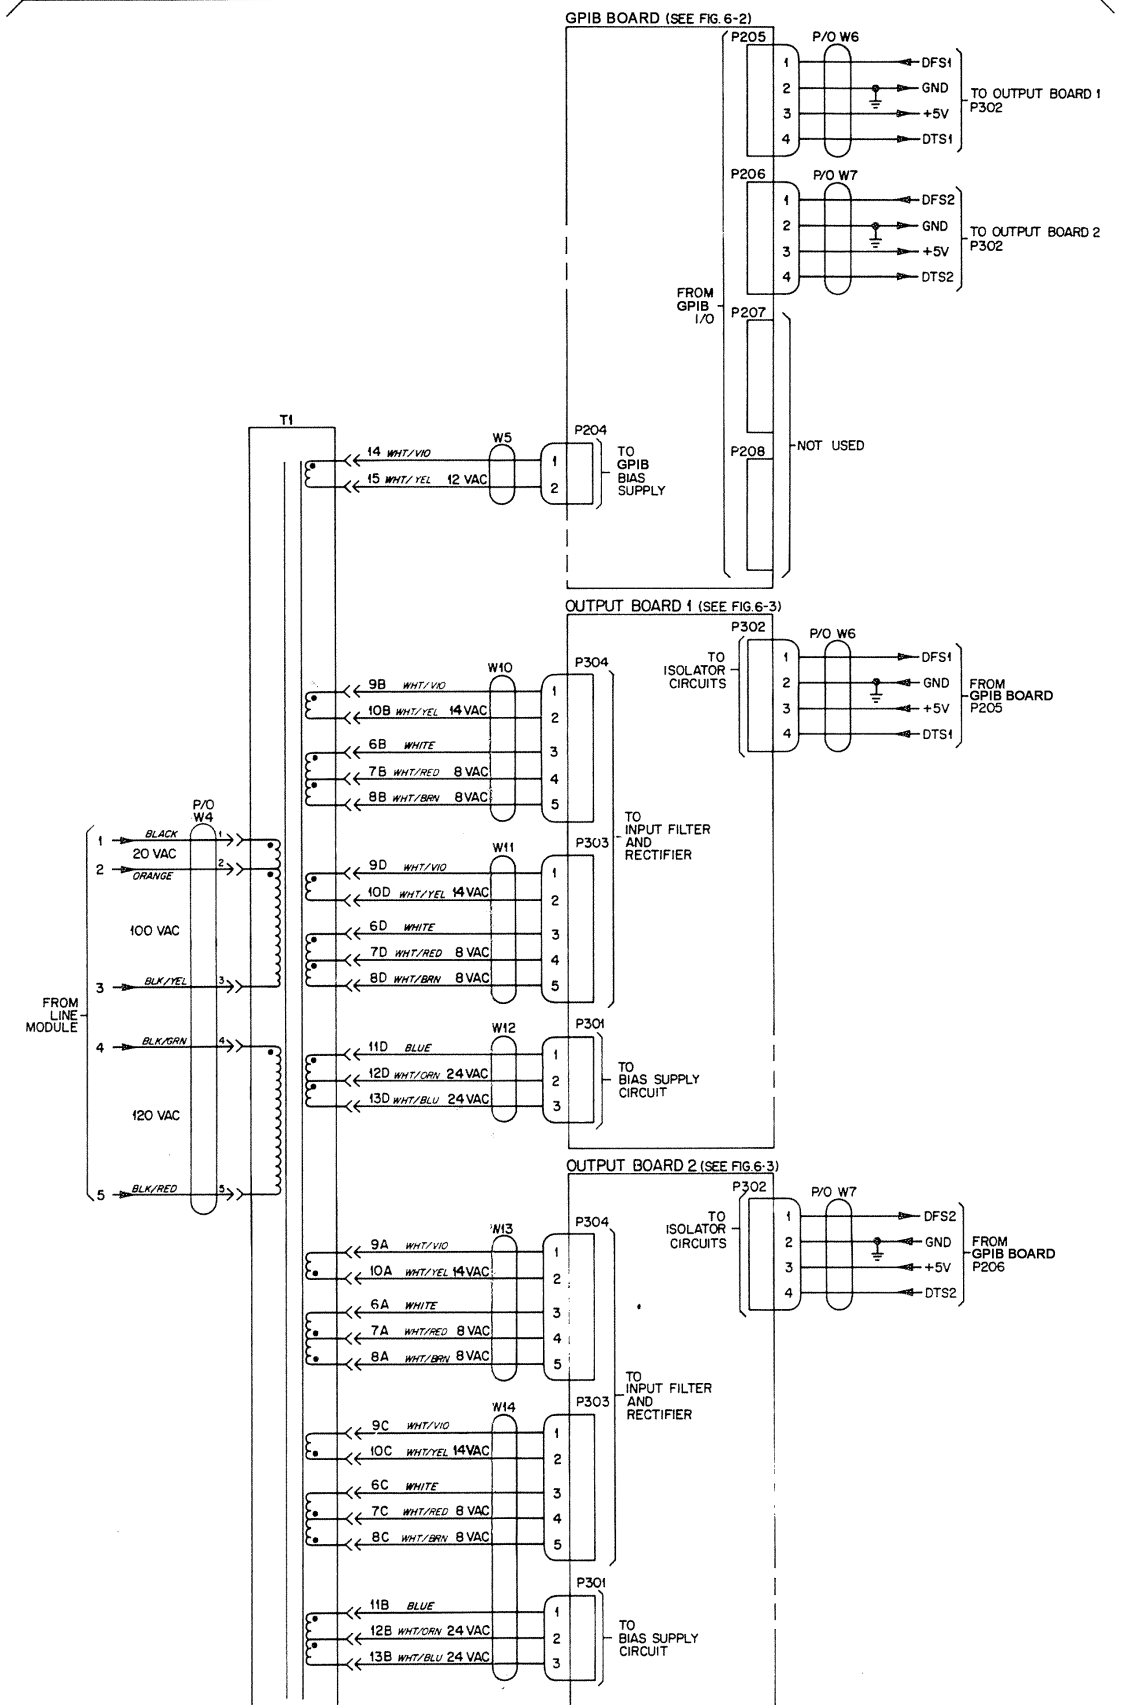 GPIB BOARD (SEE FIG. 6-2)
P205
P/O W6
1
DFS1
2
GND
3
+5V
4
DTS1
TO OUTPUT BOARD 1
P302
P206
P/O W7
1
DFS2
2
GND
3
+5V
4
DTS2
TO OUTPUT BOARD 2
P302
FROM
GPIB
I/O
P207
P208
NOT USED
T1
14 WHT/VIO
15 WHT/YEL 12 VAC
W5
P204
1
2
TO
GPIB
BIAS
SUPPLY
OUTPUT BOARD 1 (SEE FIG.6-3)
P302
P/O W6
TO
ISOLATOR
CIRCUITS
1
DFS1
2
GND
3
+5V
4
DTS1
FROM
GPIB BOARD
P205
W10
P304
9B WHT/VIO
1
10B WHT/YEL 14VAC
2
6B WHITE
3
7B WHT/RED 8 VAC
4
8B WHT/BRN 8VAC
5
TO
INPUT FILTER
AND
RECTIFIER
W11
P303
9D WHT/VIO
1
10D WHT/YEL 14VAC
2
6D WHITE
3
7D WHT/RED 8 VAC
4
8D WHT/BRN 8 VAC
5
P/O
W4
1 BLACK 1
20 VAC
2 ORANGE 2
100 VAC
3 BLK/YEL 3
FROM
LINE
MODULE
4 BLK/GRN 4
120 VAC
5 BLK/RED 5
W12
P301
11D BLUE
1
12D WHT/ORN 24VAC
2
13D WHT/BLU 24 VAC
3
TO
BIAS SUPPLY
CIRCUIT
OUTPUT BOARD 2 (SEE FIG.6-3)
P302
P/O W7
TO
ISOLATOR
CIRCUITS
1
DFS2
2
GND
3
+5V
4
DTS2
FROM
GPIB BOARD
P206
W13
P304
9A WHT/VIO
1
10A WHT/YEL 14VAC
2
6A WHITE
3
7A WHT/RED 8 VAC
4
8A WHT/BRN 8 VAC
5
TO
INPUT FILTER
AND
RECTIFIER
W14
P303
9C WHT/VIO
1
10C WHT/YEL 14VAC
2
6C WHITE
3
7C WHT/RED 8 VAC
4
8C WHT/BRN 8 VAC
5
P301
11B BLUE
1
12B WHT/ORN 24 VAC
2
13B WHT/BLU 24 VAC
3
TO
BIAS SUPPLY
CIRCUIT